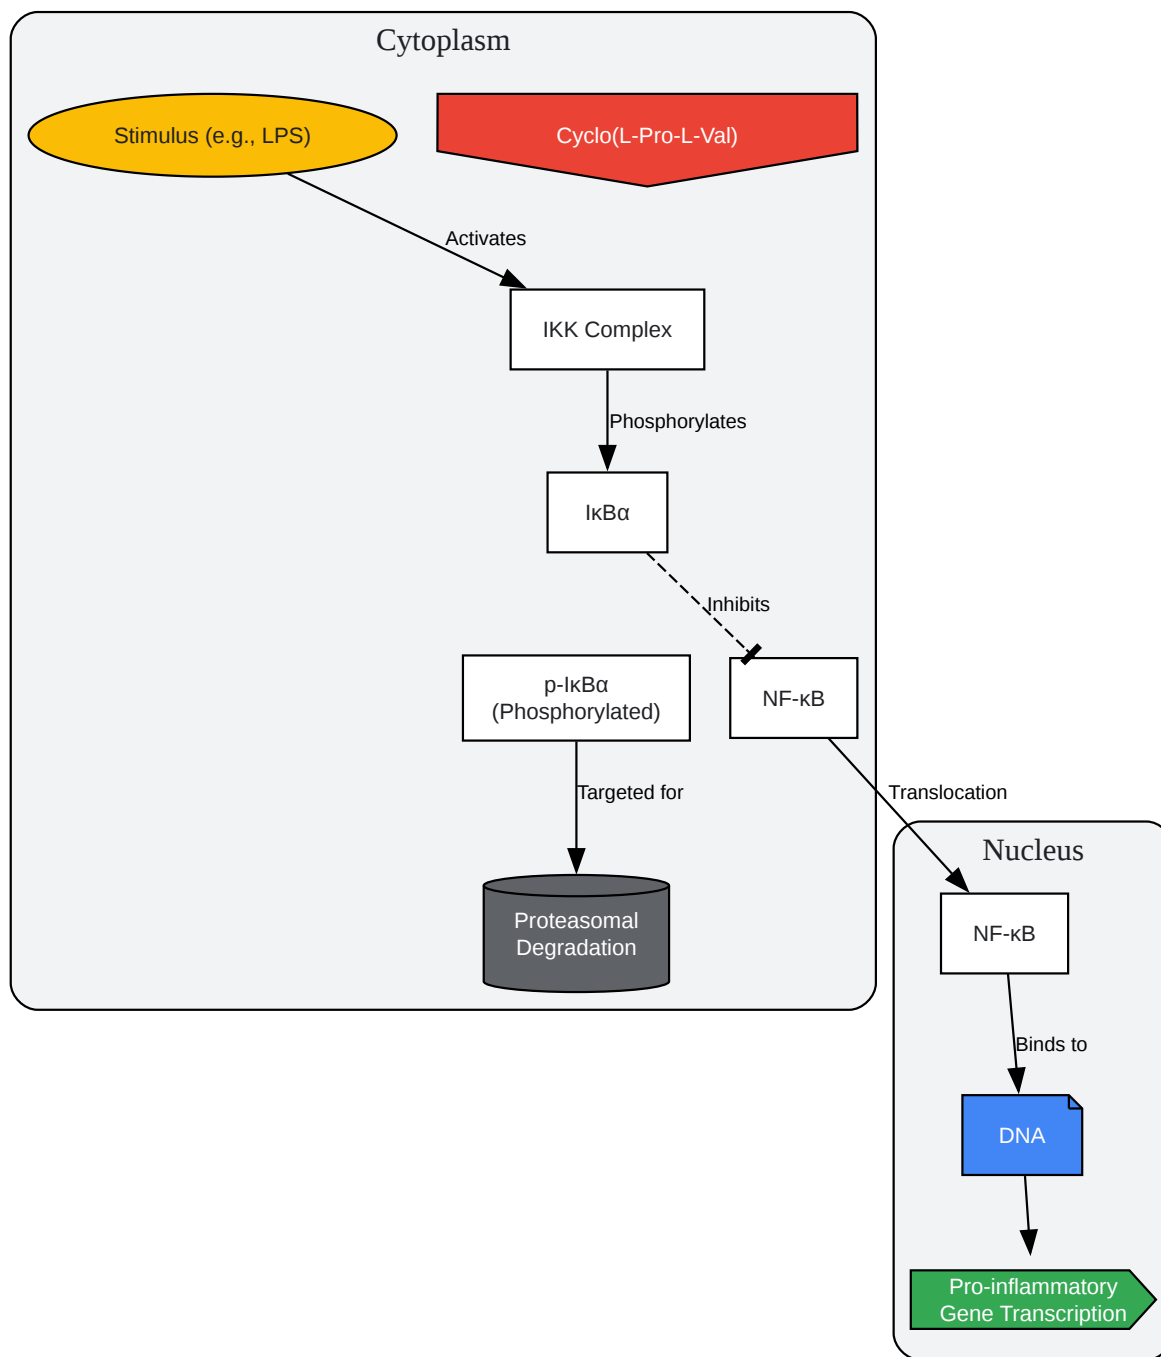 Cytoplasm
Stimulus (e.g., LPS)
Cyclo(L-Pro-L-Val)
Activates
IKK Complex
Phosphorylates
IκBα
Inhibits
p-IκBα
(Phosphorylated)
NF-κB
Targeted for
Translocation
Proteasomal
Degradation
Nucleus
NF-κB
Binds to
DNA
Pro-inflammatory
Gene Transcription